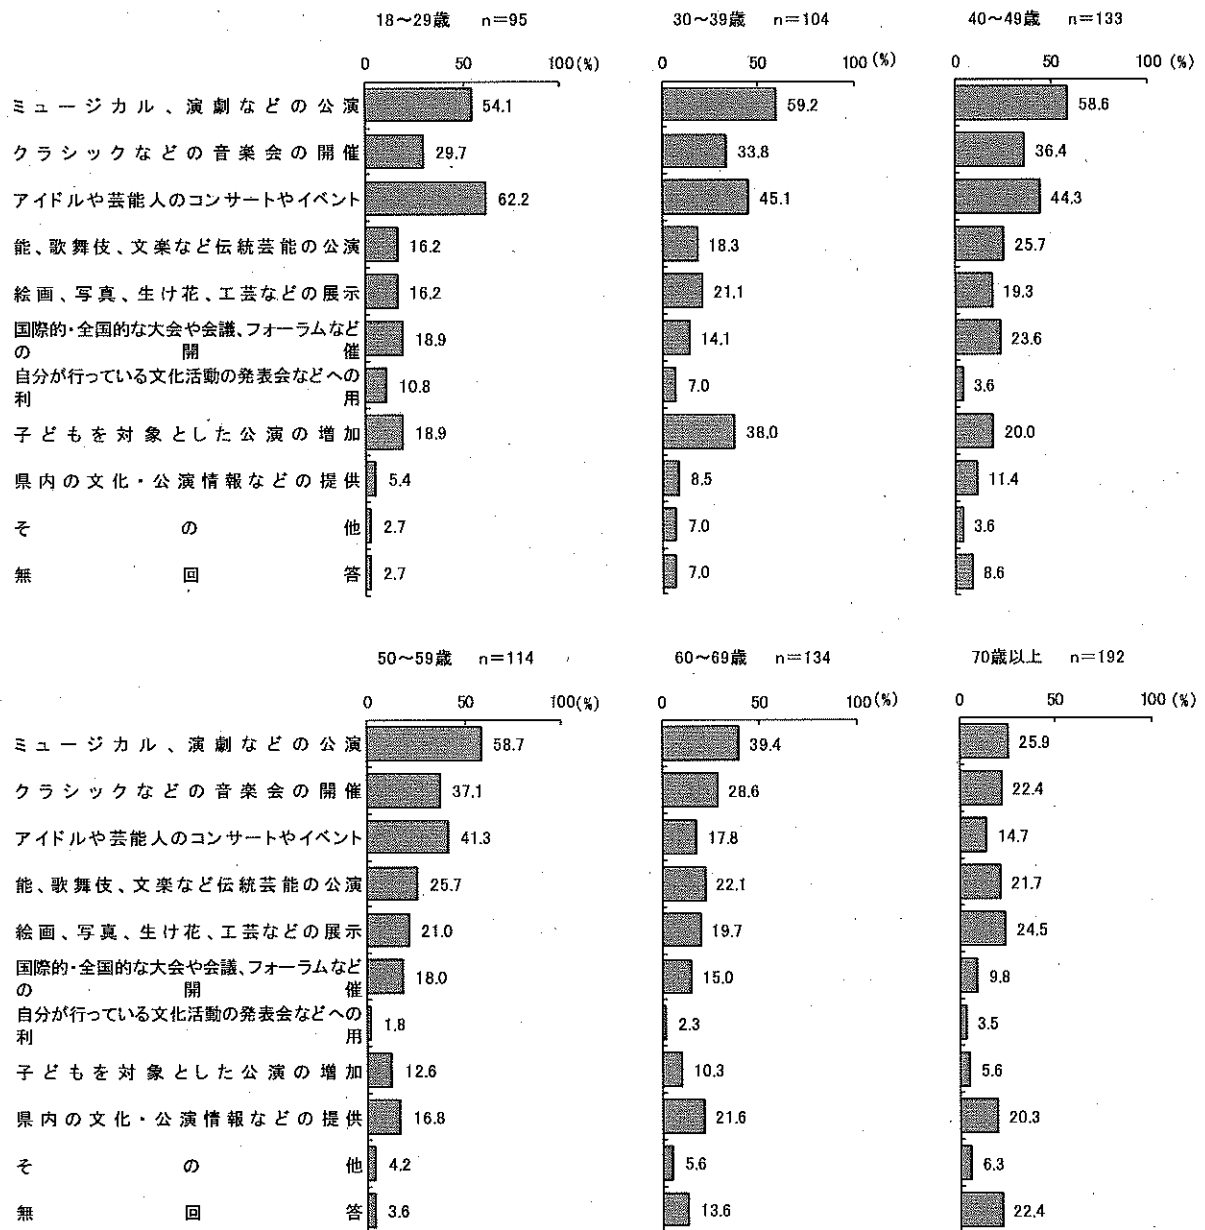 18～29歳 n＝95
30～39歳 n＝104
40～49歳 n＝133
0 50 100(%)
0 50 100(%)
0 50 100(%)
ミュージカル、演劇などの公演 54.1 59.2 58.6
クラシックなどの音楽会の開催 29.7 33.8 36.4
アイドルや芸能人のコンサートやイベント 62.2 45.1 44.3
能、歌舞伎、文楽など伝統芸能の公演 16.2 18.3 25.7
絵画、写真、生け花、工芸などの展示 16.2 21.1 19.3
国際的・全国的な大会や会議、フォーラムなど
の開催 18.9 14.1 23.6
自分が行っている文化活動の発表会などへの
利用 10.8 7.0 3.6
子どもを対象とした公演の増加 18.9 38.0 20.0
県内の文化・公演情報などの提供 5.4 8.5 11.4
その他 2.7 7.0 3.6
無回答 2.7 7.0 8.6
50～59歳 n＝114
60～69歳 n＝134
70歳以上 n＝192
0 50 100(%)
0 50 100(%)
0 50 100(%)
ミュージカル、演劇などの公演 58.7 39.4 25.9
クラシックなどの音楽会の開催 37.1 28.6 22.4
アイドルや芸能人のコンサートやイベント 41.3 17.8 14.7
能、歌舞伎、文楽など伝統芸能の公演 25.7 22.1 21.7
絵画、写真、生け花、工芸などの展示 21.0 19.7 24.5
国際的・全国的な大会や会議、フォーラムなど
の開催 18.0 15.0 9.8
自分が行っている文化活動の発表会などへの
利用 1.8 2.3 3.5
子どもを対象とした公演の増加 12.6 10.3 5.6
県内の文化・公演情報などの提供 16.8 21.6 20.3
その他 4.2 5.6 6.3
無回答 3.6 13.6 22.4